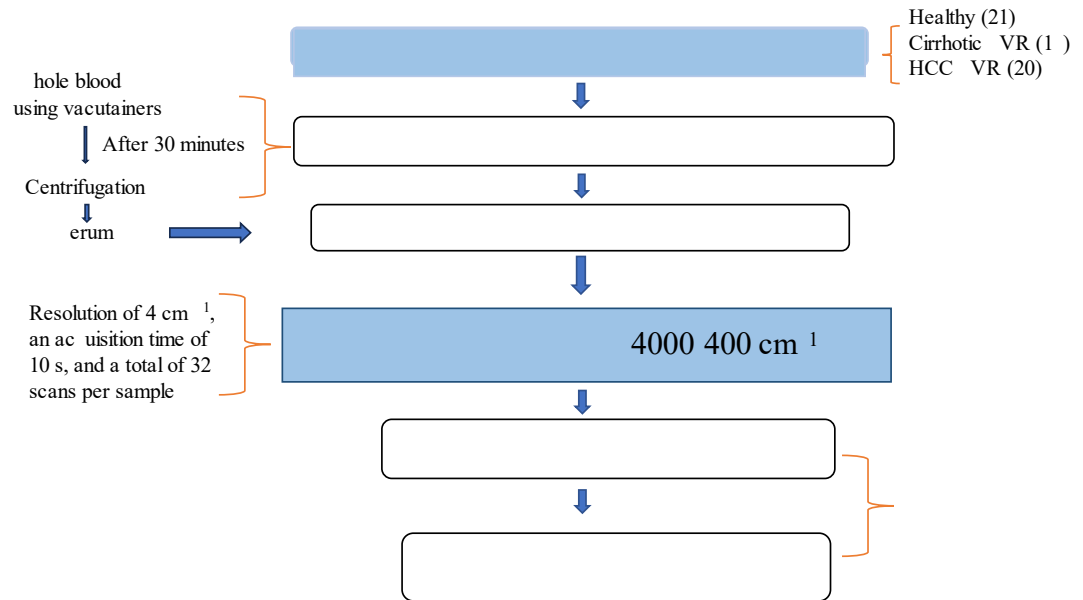 Healthy (21)
Cirrhotic VR (1 )
HCC VR (20)
hole blood
using vacutainers
After 30 minutes
Centrifugation
erum
Resolution of 4 cm ¹,
an ac uisition time of
10 s, and a total of 32
scans per sample
4000 400 cm ¹